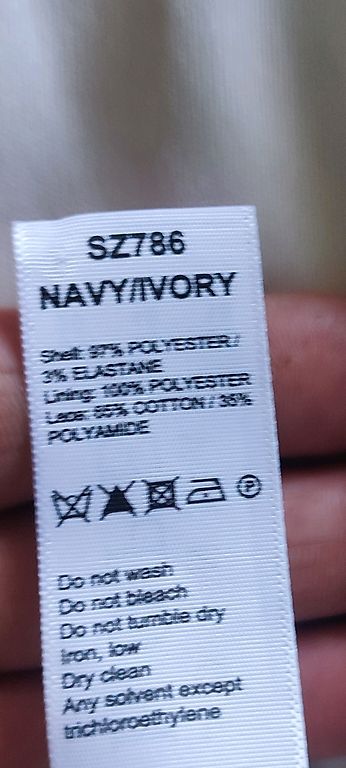 SZ786
NAVY/IVORY
Shell: 97% POLYESTER /
3% ELASTANE
Lining: 100% POLYESTER
Lace: 65% COTTON / 35%
POLYAMIDE
P
Do not wash
Do not bleach
Do not tumble dry
Iron, low
Dry clean
Any solvent except
trichloroethylene